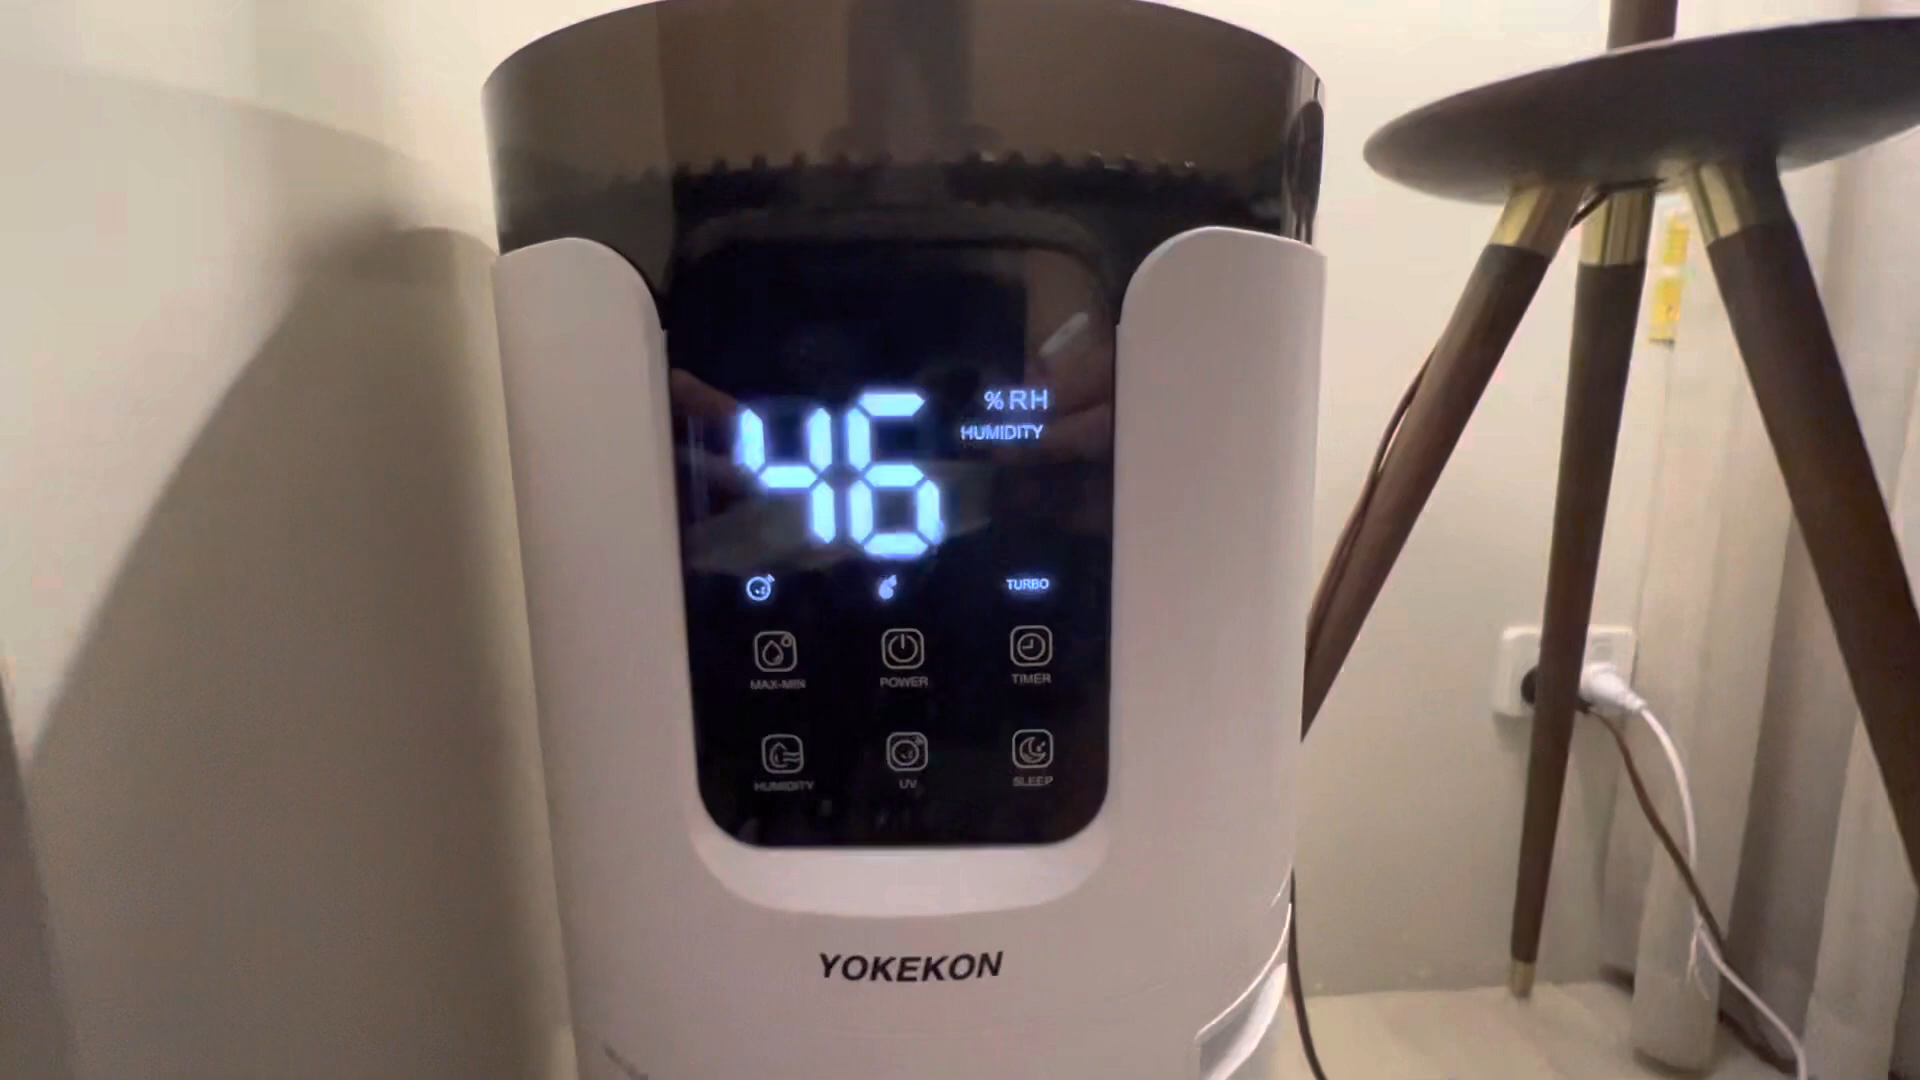 46
%RH
HUMIDITY
TURBO
MAX-MIN
POWER
TIMER
HUMIDITY
UV
SLEEP
YOKEKON